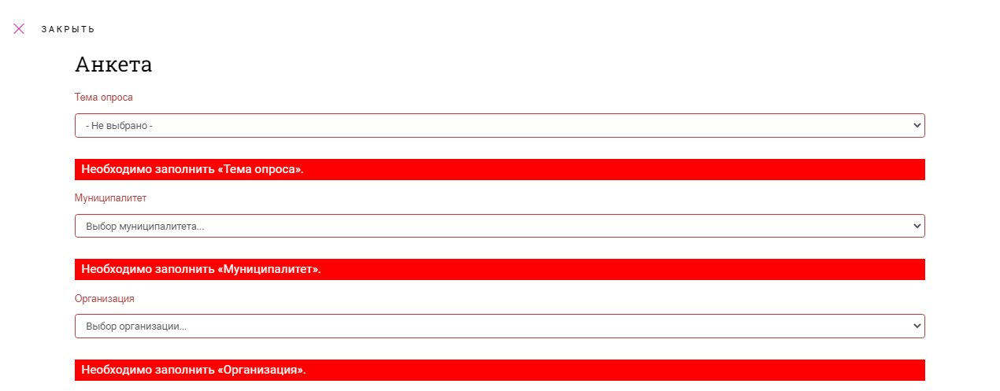 ЗАКРЫТЬ
Анкета
Тема опроса
- Не выбрано -
Необходимо заполнить «Тема опроса».
Муниципалитет
Выбор муниципалитета...
Необходимо заполнить «Муниципалитет».
Организация
Выбор организации...
Необходимо заполнить «Организация».